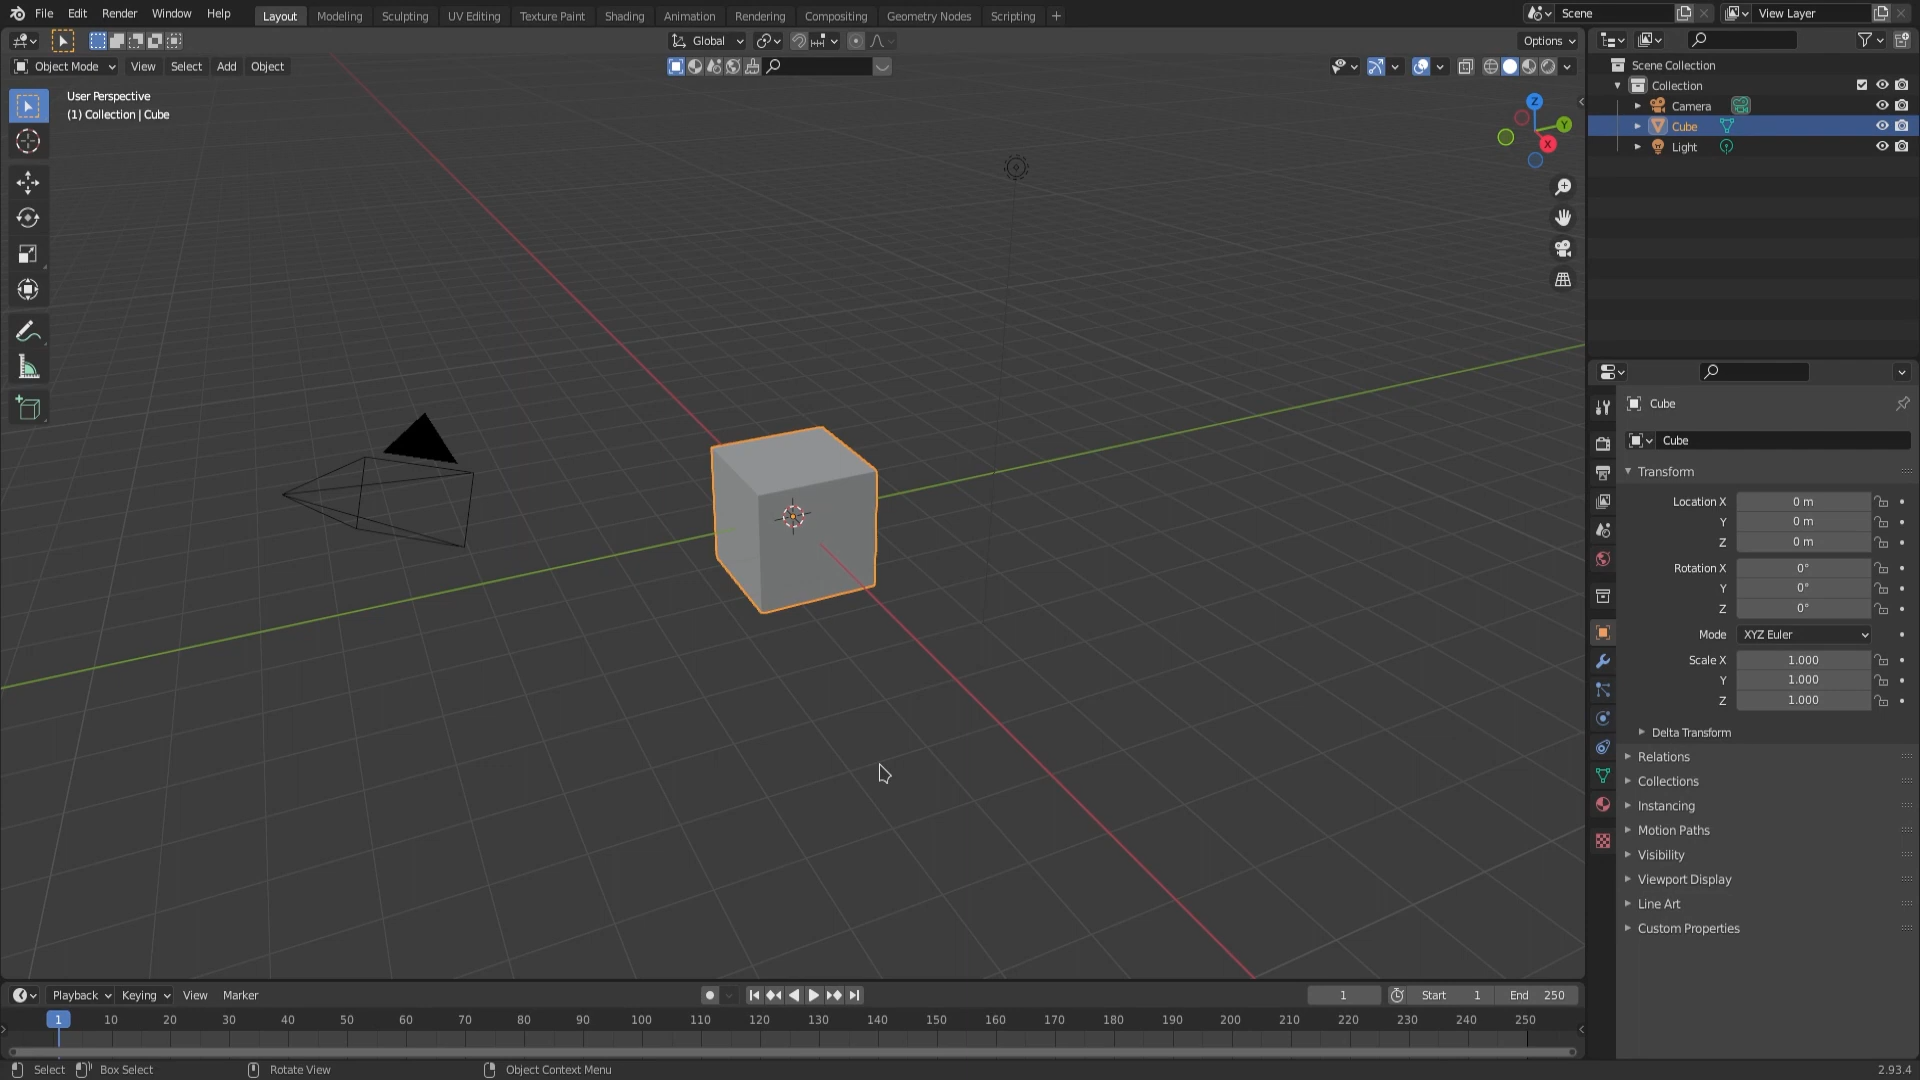 File Edit Render Window Help Layout Modeling Sculpting UV Editing Texture Paint Shading Animation Rendering Compositing Geometry Nodes Scripting + Scene View Layer
Global Options
Object Mode View Select Add Object
User Perspective
(1) Collection | Cube
Z
Y
X
Scene Collection
Collection
Camera
Cube
Light
Cube
Cube
Transform
Location X 0 m
Y 0 m
Z 0 m
Rotation X 0°
Y 0°
Z 0°
Mode XYZ Euler
Scale X 1.000
Y 1.000
Z 1.000
Delta Transform
Relations
Collections
Instancing
Motion Paths
Visibility
Viewport Display
Line Art
Custom Properties
Playback Keying View Marker 1 Start 1 End 250
1 10 20 30 40 50 60 70 80 90 100 110 120 130 140 150 160 170 180 190 200 210 220 230 240 250
Select Box Select Rotate View Object Context Menu 2.93.4